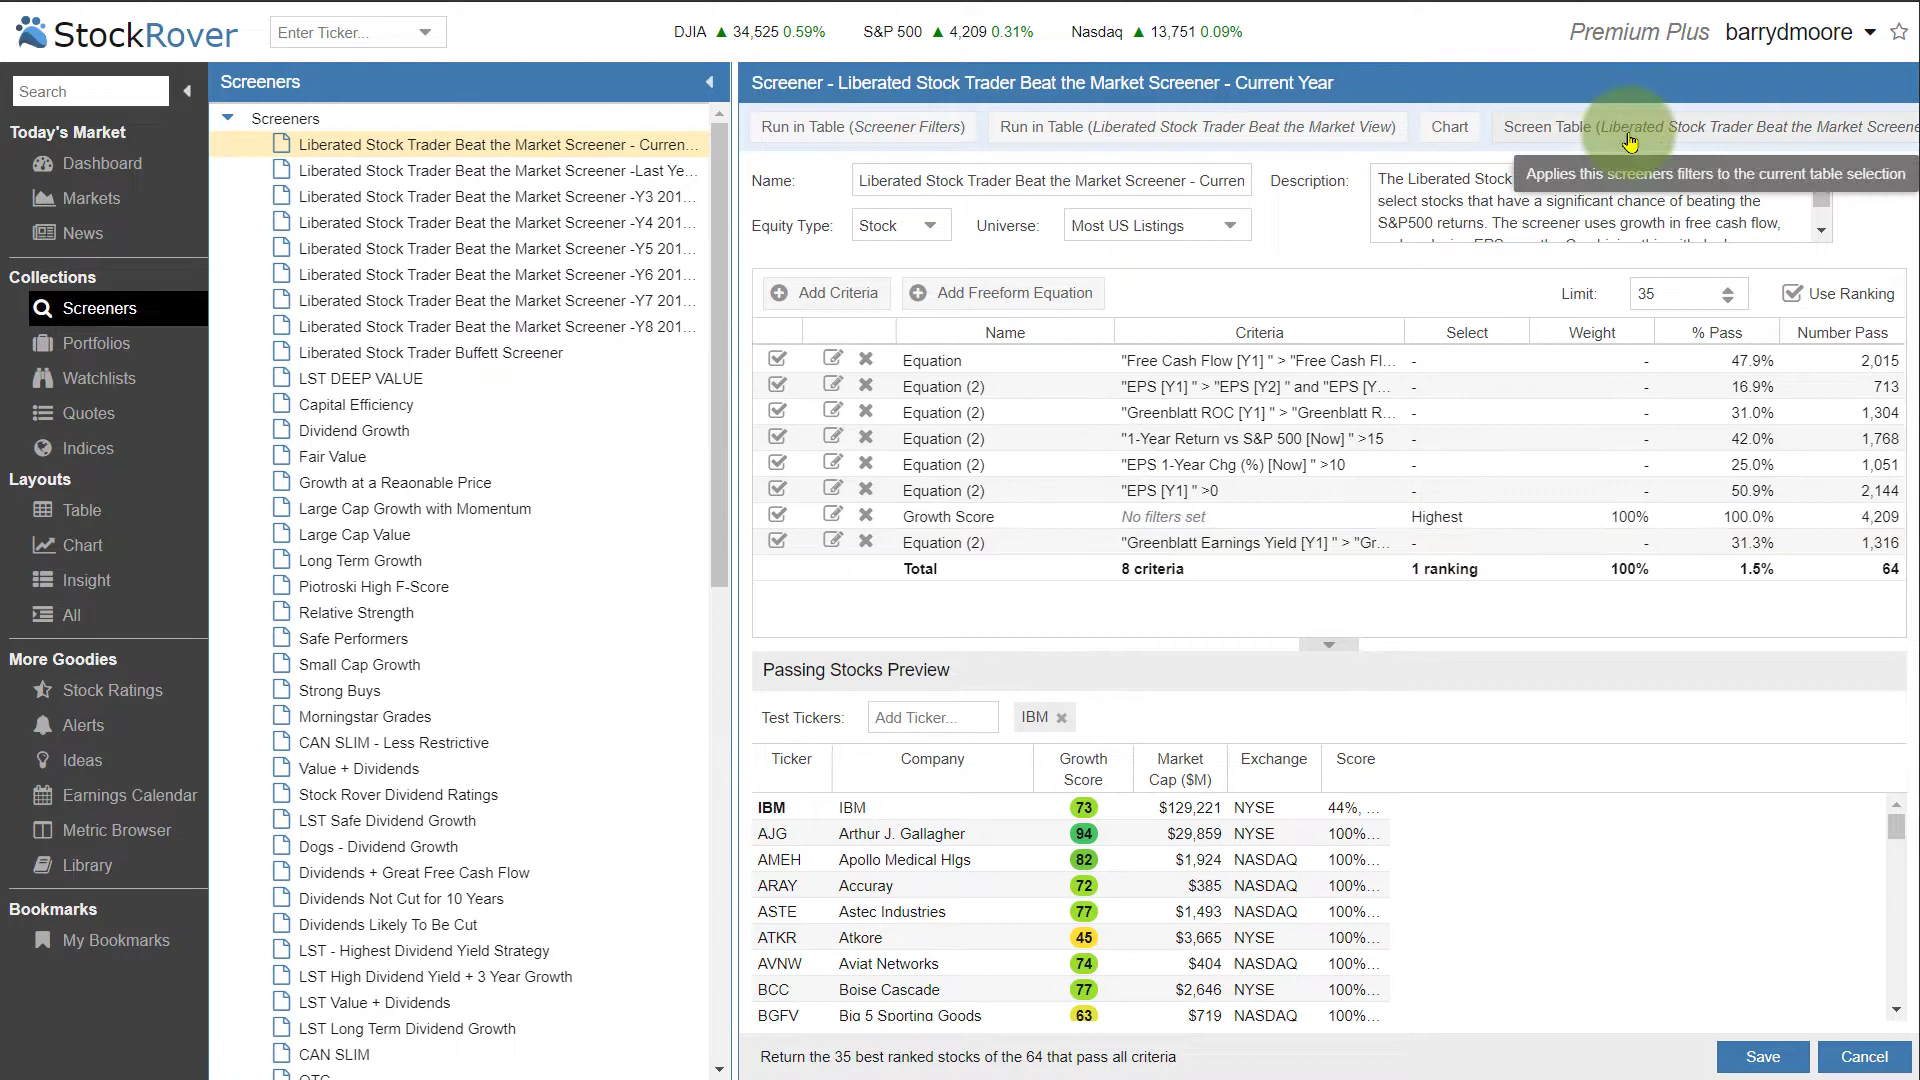 StockRover
Enter Ticker...
DJIA ▲ 34,525 0.59%
S&P 500 ▲ 4,209 0.31%
Nasdaq ▲ 13,751 0.09%
Premium Plus
barrydmoore
Search
Today's Market
Dashboard
Markets
News
Collections
Screeners
Portfolios
Watchlists
Quotes
Indices
Layouts
Table
Chart
Insight
All
More Goodies
Stock Ratings
Alerts
Ideas
Earnings Calendar
Metric Browser
Library
Bookmarks
My Bookmarks
Screeners
Screeners
Liberated Stock Trader Beat the Market Screener - Curren...
Liberated Stock Trader Beat the Market Screener -Last Ye...
Liberated Stock Trader Beat the Market Screener -Y3 201...
Liberated Stock Trader Beat the Market Screener -Y4 201...
Liberated Stock Trader Beat the Market Screener -Y5 201...
Liberated Stock Trader Beat the Market Screener -Y6 201...
Liberated Stock Trader Beat the Market Screener -Y7 201...
Liberated Stock Trader Beat the Market Screener -Y8 201...
Liberated Stock Trader Buffett Screener
LST DEEP VALUE
Capital Efficiency
Dividend Growth
Fair Value
Growth at a Reaonable Price
Large Cap Growth with Momentum
Large Cap Value
Long Term Growth
Piotroski High F-Score
Relative Strength
Safe Performers
Small Cap Growth
Strong Buys
Morningstar Grades
CAN SLIM - Less Restrictive
Value + Dividends
Stock Rover Dividend Ratings
LST Safe Dividend Growth
Dogs - Dividend Growth
Dividends + Great Free Cash Flow
Dividends Not Cut for 10 Years
Dividends Likely To Be Cut
LST - Highest Dividend Yield Strategy
LST High Dividend Yield + 3 Year Growth
LST Value + Dividends
LST Long Term Dividend Growth
CAN SLIM
Screener - Liberated Stock Trader Beat the Market Screener - Current Year
Run in Table (Screener Filters)
Run in Table (Liberated Stock Trader Beat the Market View)
Chart
Screen Table (Liberated Stock Trader Beat the Market Screene
Applies this screeners filters to the current table selection
Name:
Liberated Stock Trader Beat the Market Screener - Curren
Description:
The Liberated Stock
select stocks that have a significant chance of beating the
S&P500 returns. The screener uses growth in free cash flow,
Equity Type:
Stock
Universe:
Most US Listings
Add Criteria
Add Freeform Equation
Limit:
35
Use Ranking
Name Criteria Select Weight % Pass Number Pass
Equation "Free Cash Flow [Y1] " > "Free Cash Fl... - - 47.9% 2,015
Equation (2) "EPS [Y1] " > "EPS [Y2] " and "EPS [Y... - - 16.9% 713
Equation (2) "Greenblatt ROC [Y1] " > "Greenblatt R... - - 31.0% 1,304
Equation (2) "1-Year Return vs S&P 500 [Now] " >15 - - 42.0% 1,768
Equation (2) "EPS 1-Year Chg (%) [Now] " >10 - - 25.0% 1,051
Equation (2) "EPS [Y1] " >0 - - 50.9% 2,144
Growth Score No filters set Highest 100% 100.0% 4,209
Equation (2) "Greenblatt Earnings Yield [Y1] " > "Gr... - - 31.3% 1,316
Total 8 criteria 1 ranking 100% 1.5% 64
Passing Stocks Preview
Test Tickers:
Add Ticker...
IBM
Ticker Company Growth Score Market Cap ($M) Exchange Score
IBM IBM 73 $129,221 NYSE 44%, ...
AJG Arthur J. Gallagher 94 $29,859 NYSE 100%...
AMEH Apollo Medical Hlgs 82 $1,924 NASDAQ 100%...
ARAY Accuray 72 $385 NASDAQ 100%...
ASTE Astec Industries 77 $1,493 NASDAQ 100%...
ATKR Atkore 45 $3,665 NYSE 100%...
AVNW Aviat Networks 74 $404 NASDAQ 100%...
BCC Boise Cascade 77 $2,646 NYSE 100%...
BGFV Big 5 Sporting Goods 63 $719 NASDAQ 100%...
Return the 35 best ranked stocks of the 64 that pass all criteria
Save
Cancel